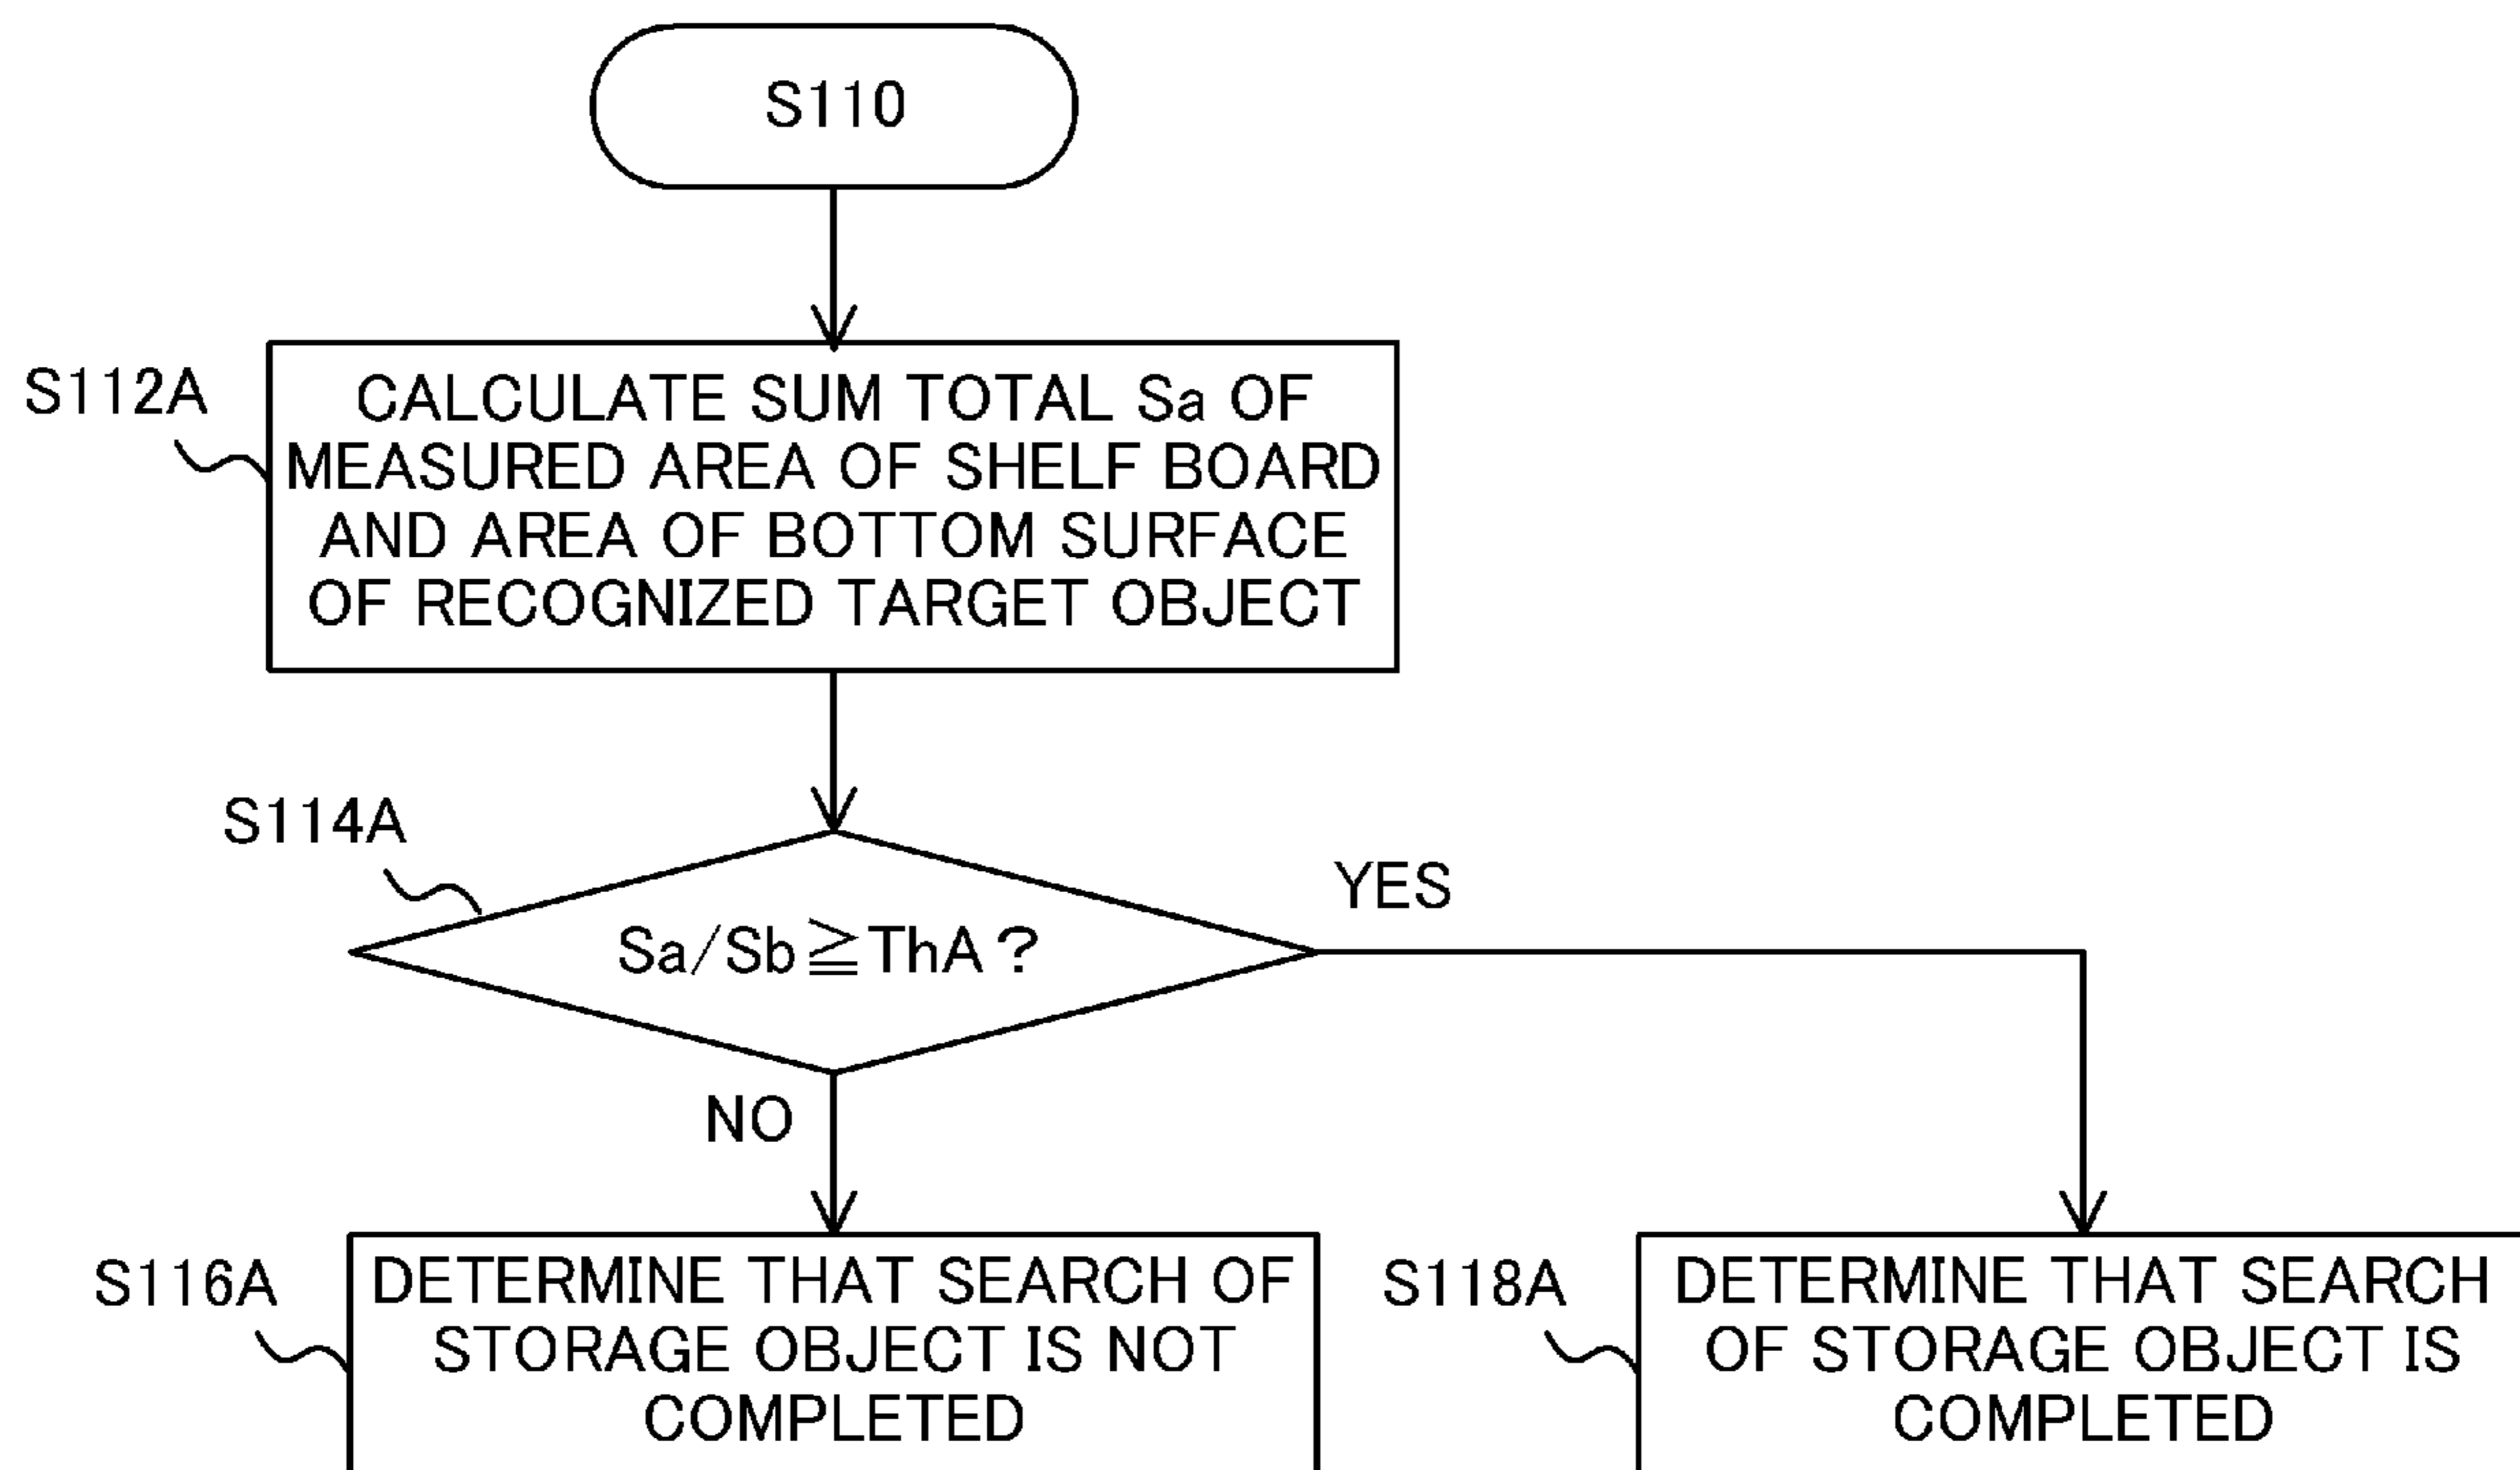 S110
S112A
CALCULATE SUM TOTAL Sa OF
MEASURED AREA OF SHELF BOARD
AND AREA OF BOTTOM SURFACE
OF RECOGNIZED TARGET OBJECT
S114A
Sa/Sb≧ThA?
YES
NO
S116A
DETERMINE THAT SEARCH OF
STORAGE OBJECT IS NOT
COMPLETED
S118A
DETERMINE THAT SEARCH
OF STORAGE OBJECT IS
COMPLETED